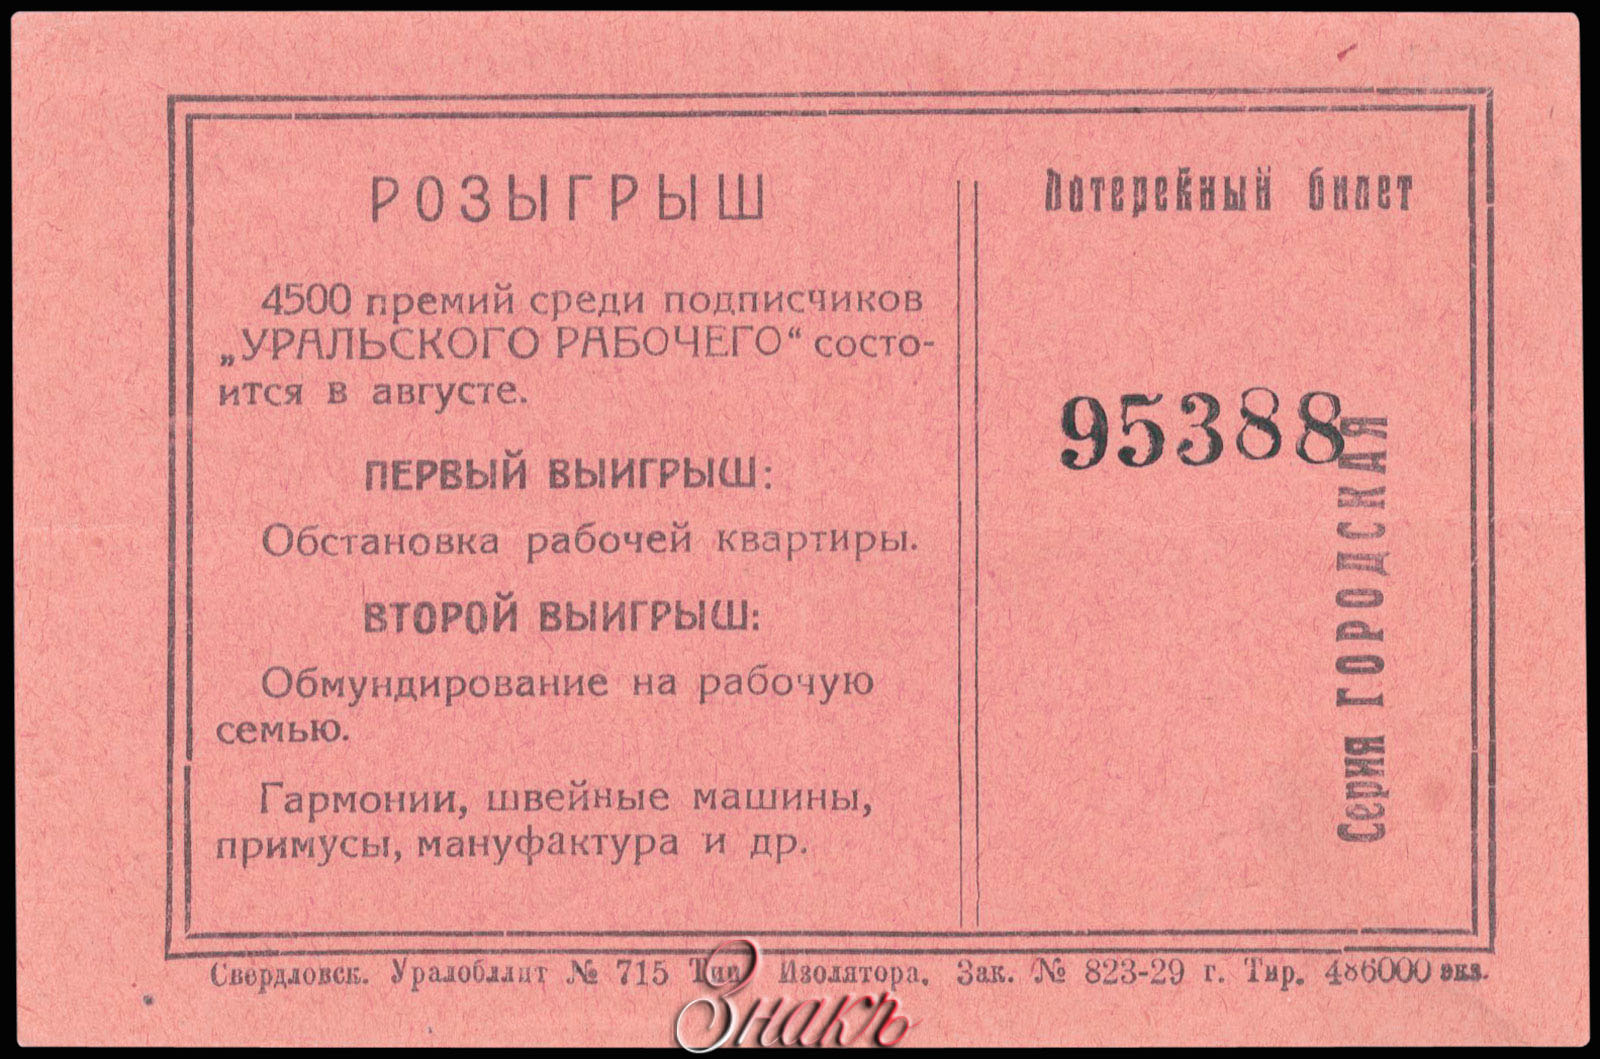 РОЗЫГРЫШ
4500 премий среди подписчиков
„УРАЛЬСКОГО РАБОЧЕГО“ состо-
ится в августе.
ПЕРВЫЙ ВЫИГРЫШ:
Обстановка рабочей квартиры.
ВТОРОЙ ВЫИГРЫШ:
Обмундирование на рабочую
семью.
Гармонии, швейные машины,
примусы, мануфактура и др.
Лотерейный билет
95388
Серия ГОРОДСКАЯ
Свердловск. Уралобллит № 715 Тип. Изолятора. Зак. № 823-29 г. Тир. 486000 экз.
Знакъ